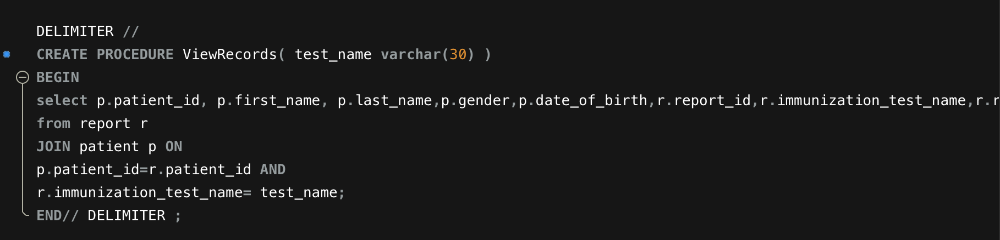 DELIMITER //
CREATE PROCEDURE ViewRecords( test_name varchar(30) )
BEGIN
select p.patient_id, p.first_name, p.last_name,p.gender,p.date_of_birth,r.report_id,r.immunization_test_name,r.r
from report r
JOIN patient p ON
p.patient_id=r.patient_id AND
r.immunization_test_name= test_name;
END// DELIMITER ;